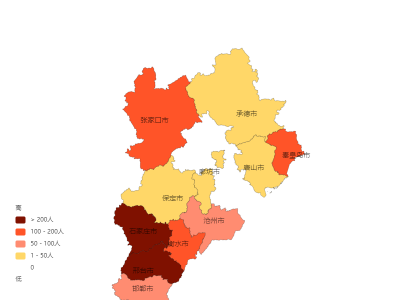 承德市
张家口市
秦皇岛市
廊坊市
唐山市
保定市
沧州市
石家庄市
衡水市
邢台市
邯郸市
高
> 200人
100 - 200人
50 - 100人
1 - 50人
0
低